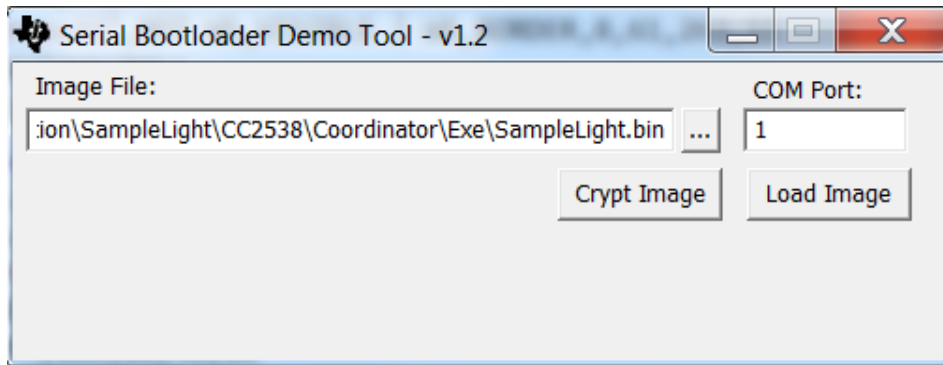 Serial Bootloader Demo Tool - v1.2
Image File:
COM Port:
:ion\SampleLight\CC2538\Coordinator\Exe\SampleLight.bin
...
1
Crypt Image
Load Image